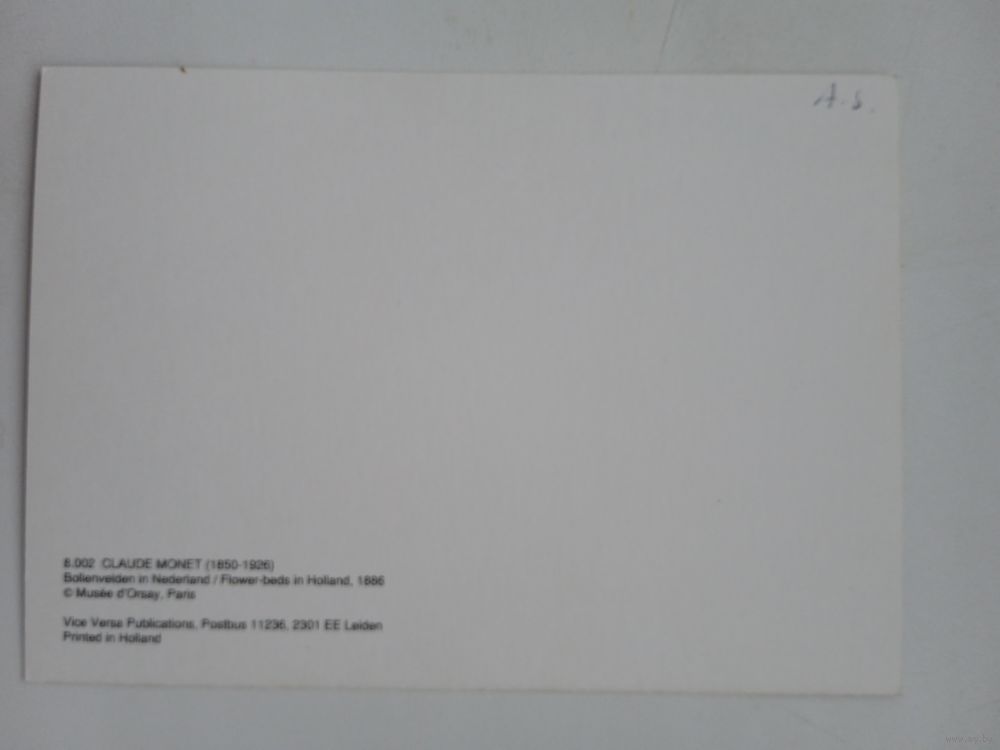 A. s.
8.002 CLAUDE MONET (1850-1926)
Bollenvelden in Nederland / Flower-beds in Holland, 1886
© Musée d'Orsay, Paris
Vice Versa Publications, Postbus 11236, 2301 EE Leiden
Printed in Holland